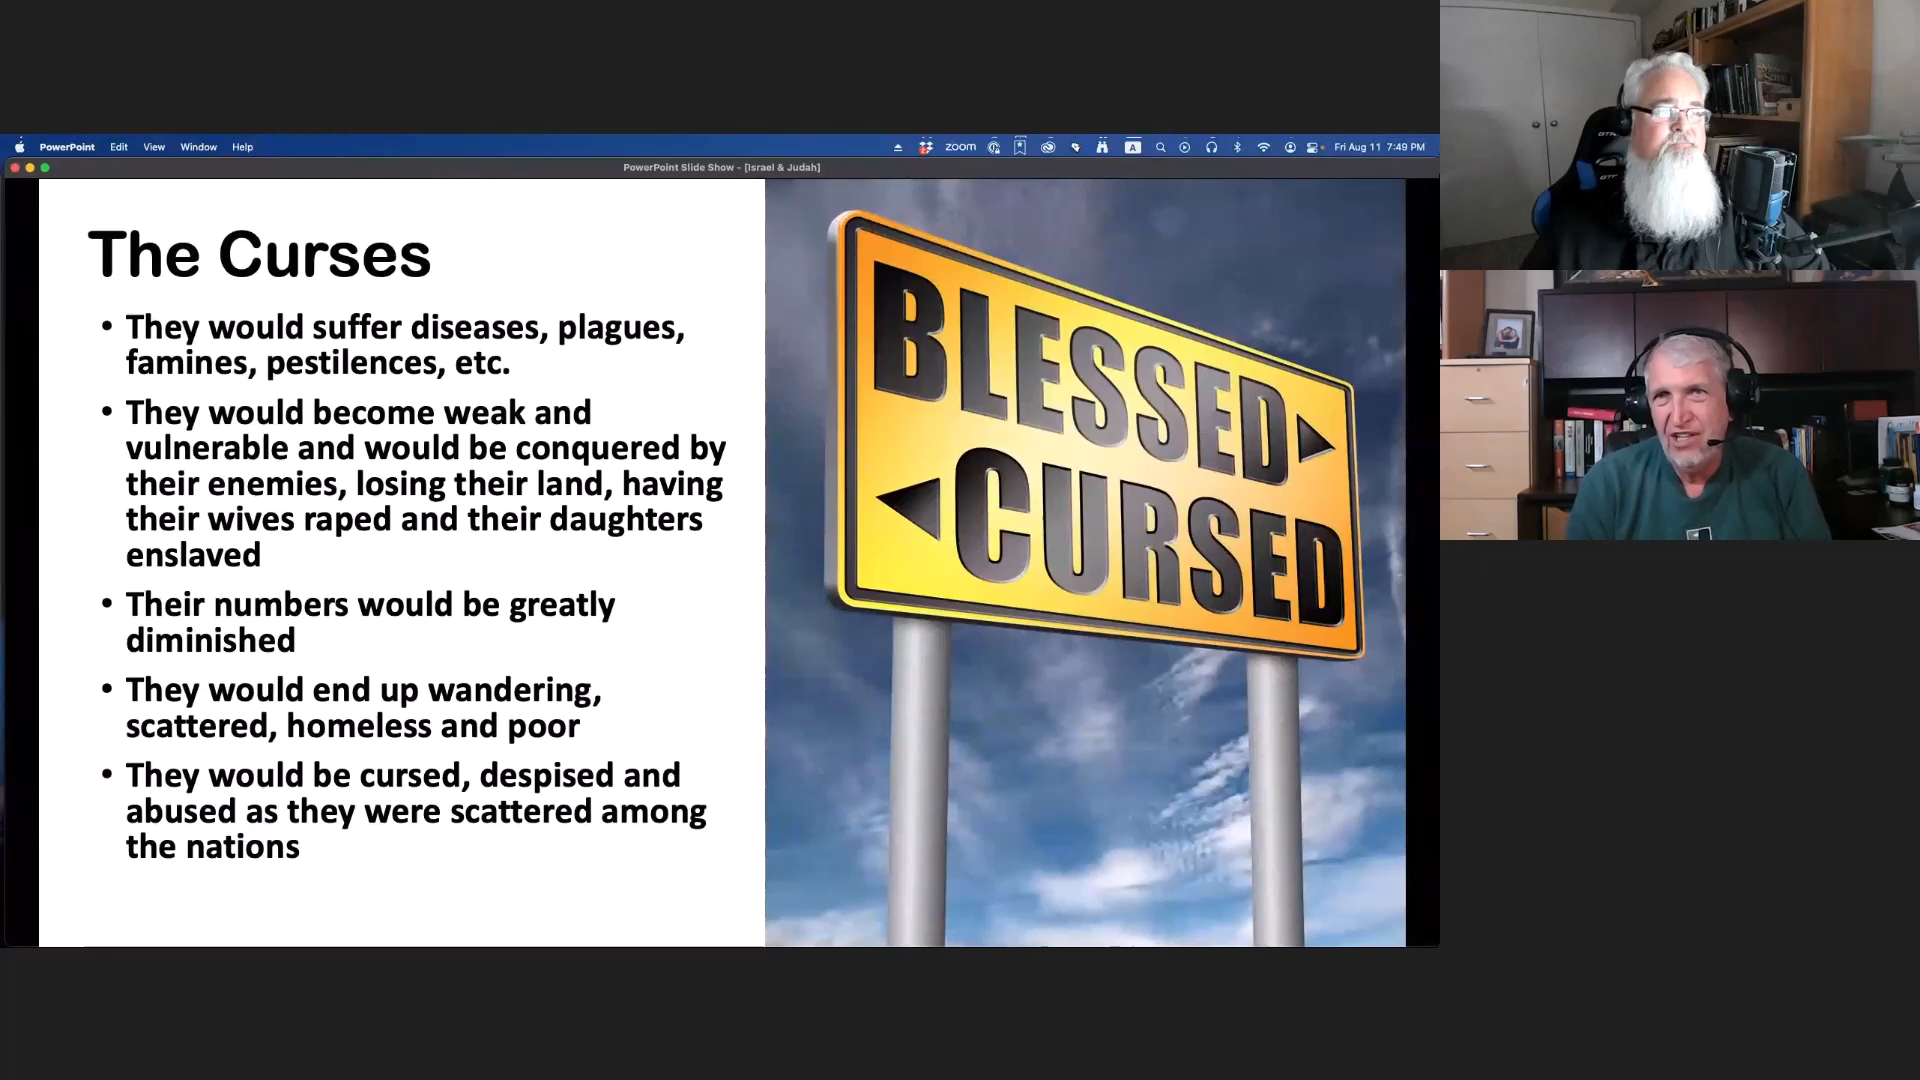 PowerPoint Edit View Window Help
zoom
A
Fri Aug 11 7:49 PM
PowerPoint Slide Show - [Israel & Judah]
The Curses
• They would suffer diseases, plagues,
famines, pestilences, etc.
• They would become weak and
vulnerable and would be conquered by
their enemies, losing their land, having
their wives raped and their daughters
enslaved
• Their numbers would be greatly
diminished
• They would end up wandering,
scattered, homeless and poor
• They would be cursed, despised and
abused as they were scattered among
the nations
BLESSED
CURSED